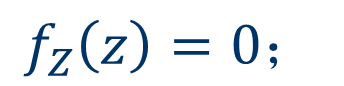 f_Z(z) = 0;